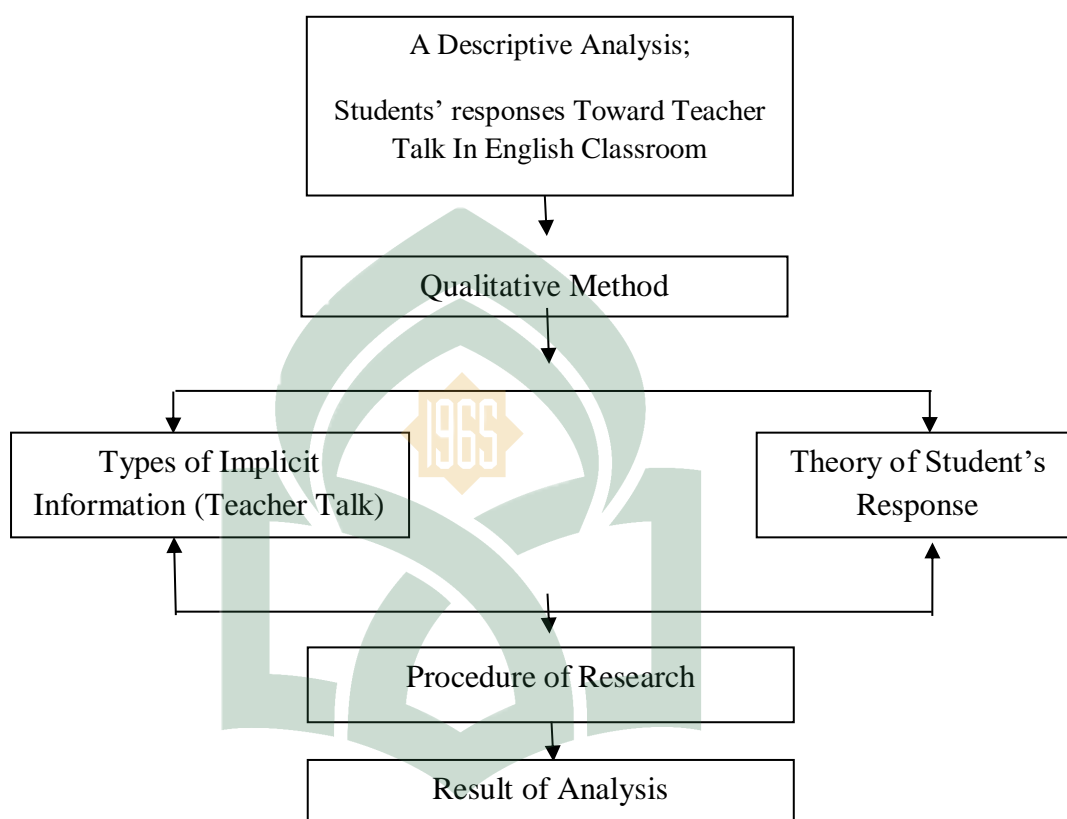 A Descriptive Analysis;
Students’ responses Toward Teacher
Talk In English Classroom
Qualitative Method
1965
Types of Implicit
Information (Teacher Talk)
Theory of Student’s
Response
Procedure of Research
Result of Analysis